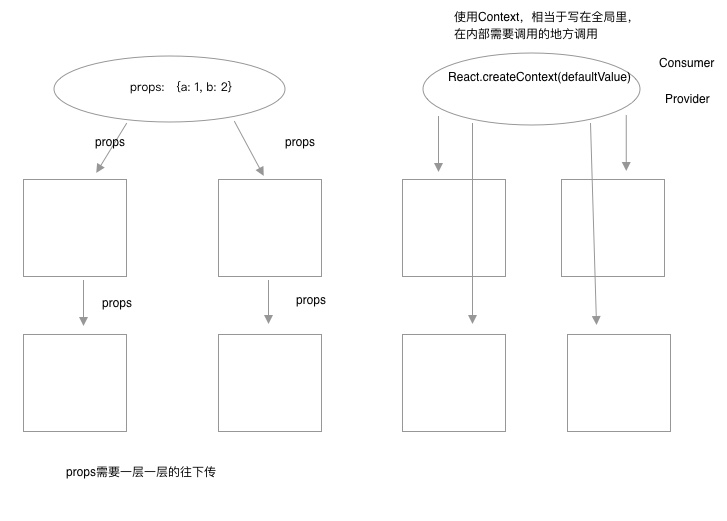 使用Context，相当于写在全局里，
在内部需要调用的地方调用
props: {a: 1, b: 2}
React.createContext(defaultValue)
Consumer
Provider
props
props
props
props
props需要一层一层的往下传